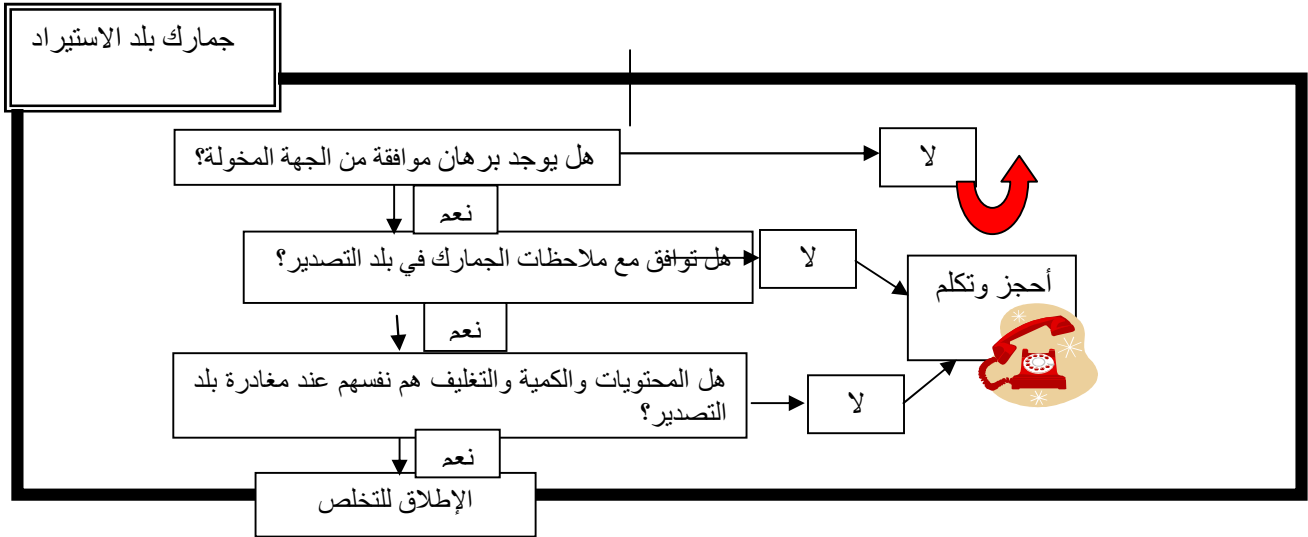 جمارك بلد الاستيراد
هل يوجد برهان موافقة من الجهة المخولة؟
لا
نعم
هل توافق مع ملاحظات الجمارك في بلد التصدير؟
لا
أحجز وتكلم
نعم
هل المحتويات والكمية والتغليف هم نفسهم عند مغادرة بلد
التصدير؟
لا
نعم
الإطلاق للتخلص